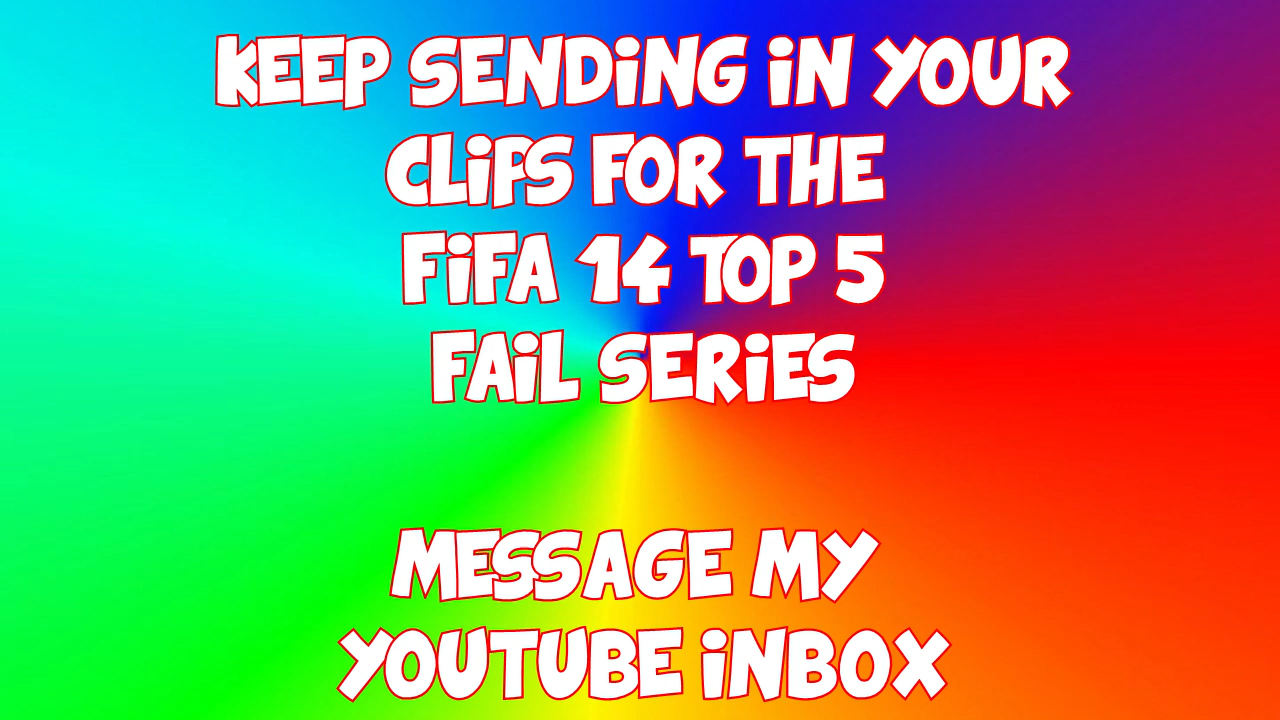 KEEP SENDING IN YOUR
CLIPS FOR THE
FIFA 14 TOP 5
FAIL SERIES
MESSAGE MY
YOUTUBE INBOX